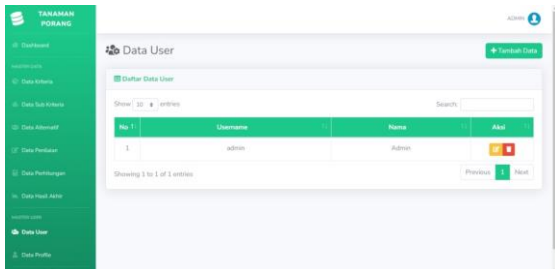 TANAMAN
PORANG
ADMIN
Dashboard
MASTER DATA
Data Kriteria
Data Sub Kriteria
Data Alternatif
Data Penilaian
Data Perhitungan
Data Hasil Akhir
MASTER USER
Data User
Data Profile
Data User
+ Tambah Data
Daftar Data User
Show 10 entries
Search:
No Username Nama Aksi
1 admin Admin
Showing 1 to 1 of 1 entries
Previous 1 Next